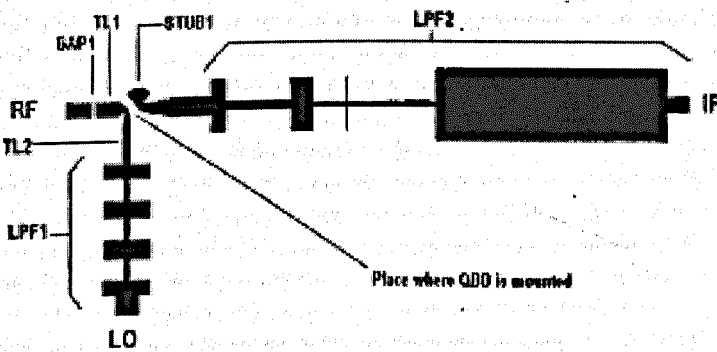 LPF2
TL1
STUB1
GAP1
RF
IF
TL2
LPF1
Place where QDD is mounted
LO